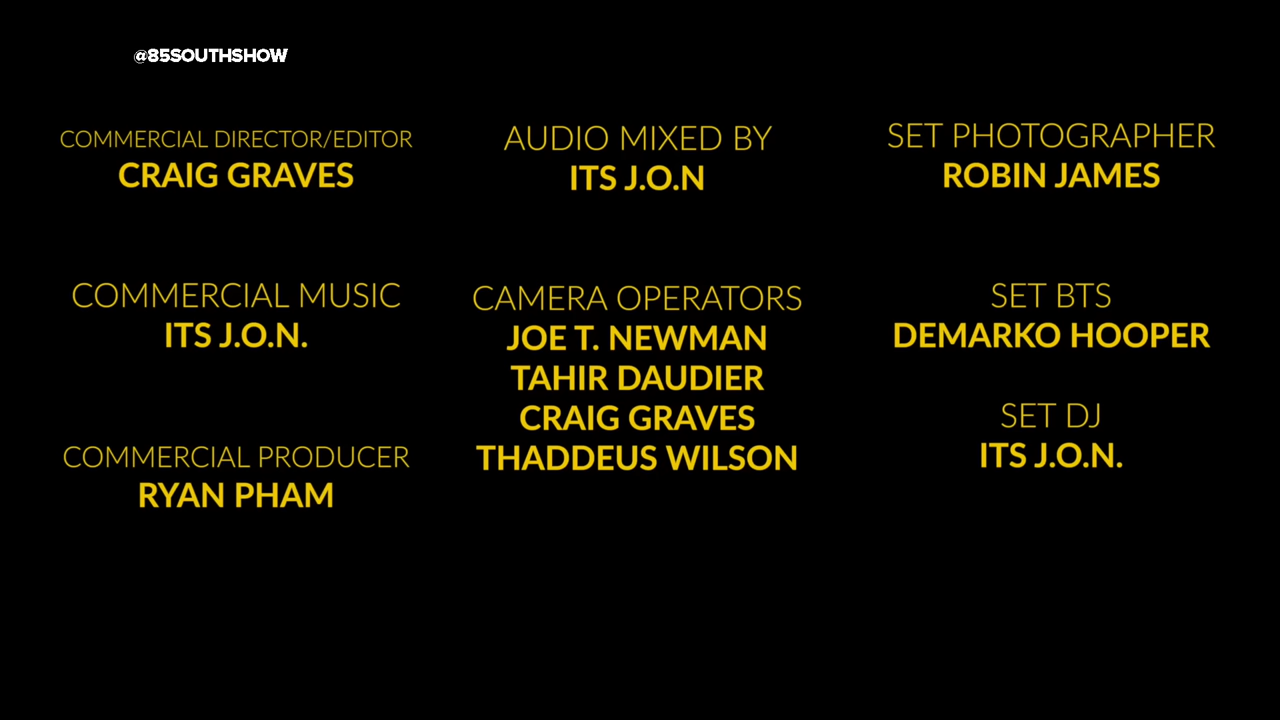 @85SOUTHSHOW
COMMERCIAL DIRECTOR/EDITOR
CRAIG GRAVES
COMMERCIAL MUSIC
ITS J.O.N.
COMMERCIAL PRODUCER
RYAN PHAM
AUDIO MIXED BY
ITS J.O.N
CAMERA OPERATORS
JOE T. NEWMAN
TAHIR DAUDIER
CRAIG GRAVES
THADDEUS WILSON
SET PHOTOGRAPHER
ROBIN JAMES
SET BTS
DEMARKO HOOPER
SET DJ
ITS J.O.N.